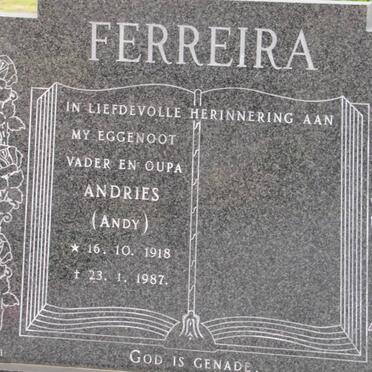 FERREIRA
IN LIEFDEVOLLE HERINNERING AAN
MY EGGENOOT
VADER EN OUPA
ANDRIES
(ANDY)
★ 16. 10. 1918
† 23. 1. 1987.
GOD IS GENADE.